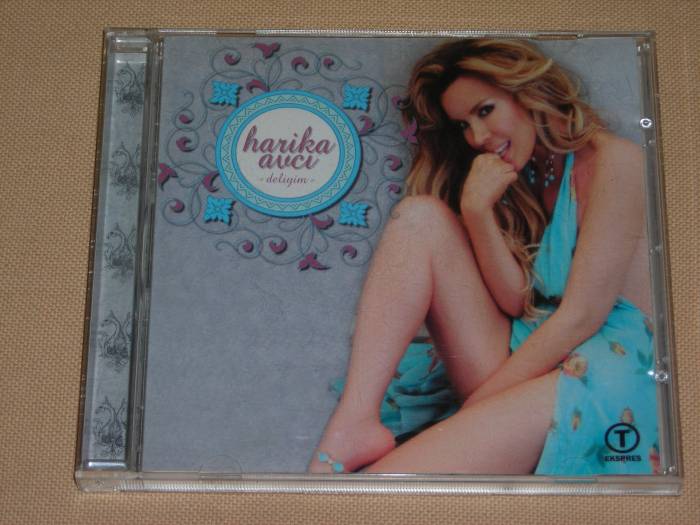 harika
avcı
- deliyim -
T
EKSPRES